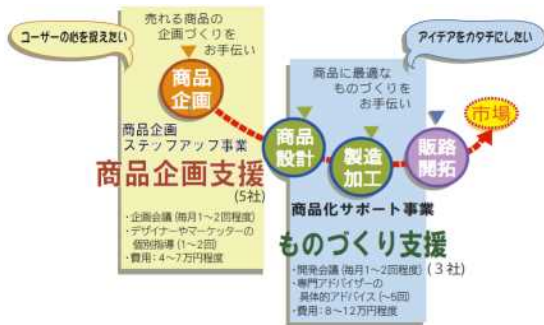 ユーザーの心を捉えたい
売れる商品の
企画づくりを
お手伝い
商品
企画
商品企画
ステップアップ事業
商品企画支援
(5社)
・企画会議(毎月1~2回程度)
・デザイナーやマーケッターの
個別指導(1~2回)
・費用:4~7万円程度
アイデアをカタチにしたい
商品に最適な
ものづくりを
お手伝い
商品
設計
製造
加工
販路
開拓
市場
商品化サポート事業
ものづくり支援
(3社)
・開発会議(毎月1~2回程度)
・専門アドバイザーの
具体的アドバイス(~5回)
・費用:8~12万円程度